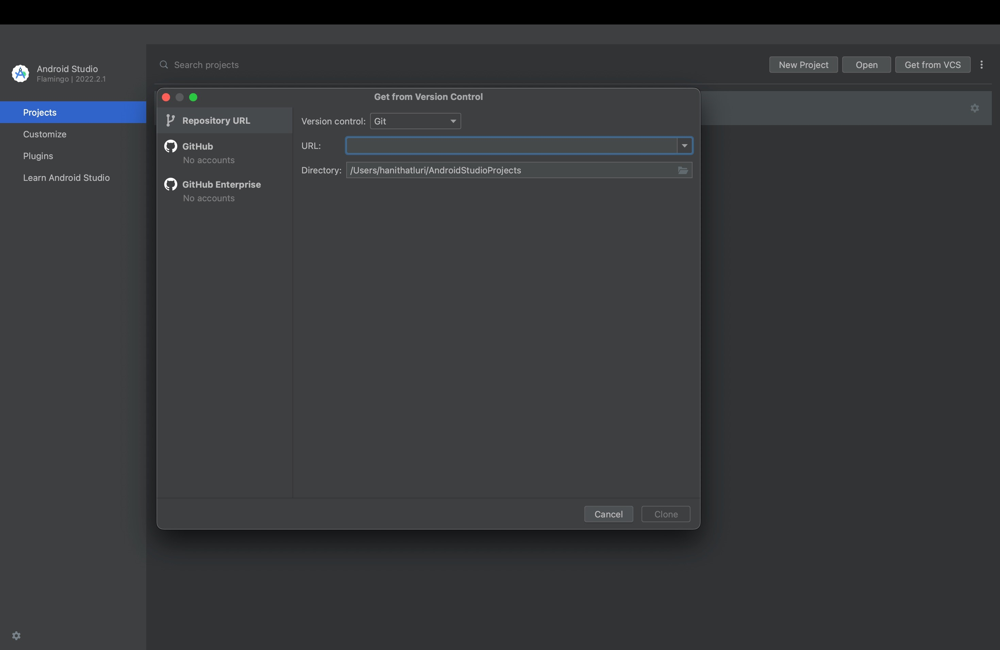 Android Studio
Flamingo | 2022.2.1
Search projects
New Project
Open
Get from VCS
Projects
Customize
Plugins
Learn Android Studio
Get from Version Control
Repository URL
GitHub
No accounts
GitHub Enterprise
No accounts
Version control: Git
URL:
Directory: /Users/hanithatluri/AndroidStudioProjects
Cancel
Clone